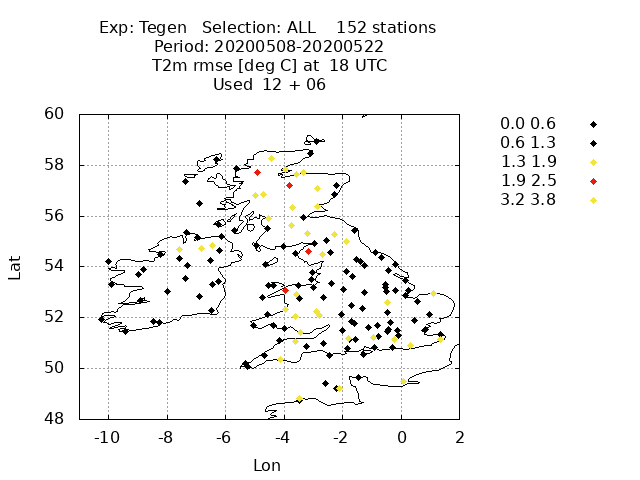 Exp: Tegen Selection: ALL 152 stations
Period: 20200508-20200522
T2m rmse [deg C] at 18 UTC
Used 12 + 06
60
58
56
54
52
50
48
Lat
-10 -8 -6 -4 -2 0 2
Lon
0.0 0.6
0.6 1.3
1.3 1.9
1.9 2.5
3.2 3.8